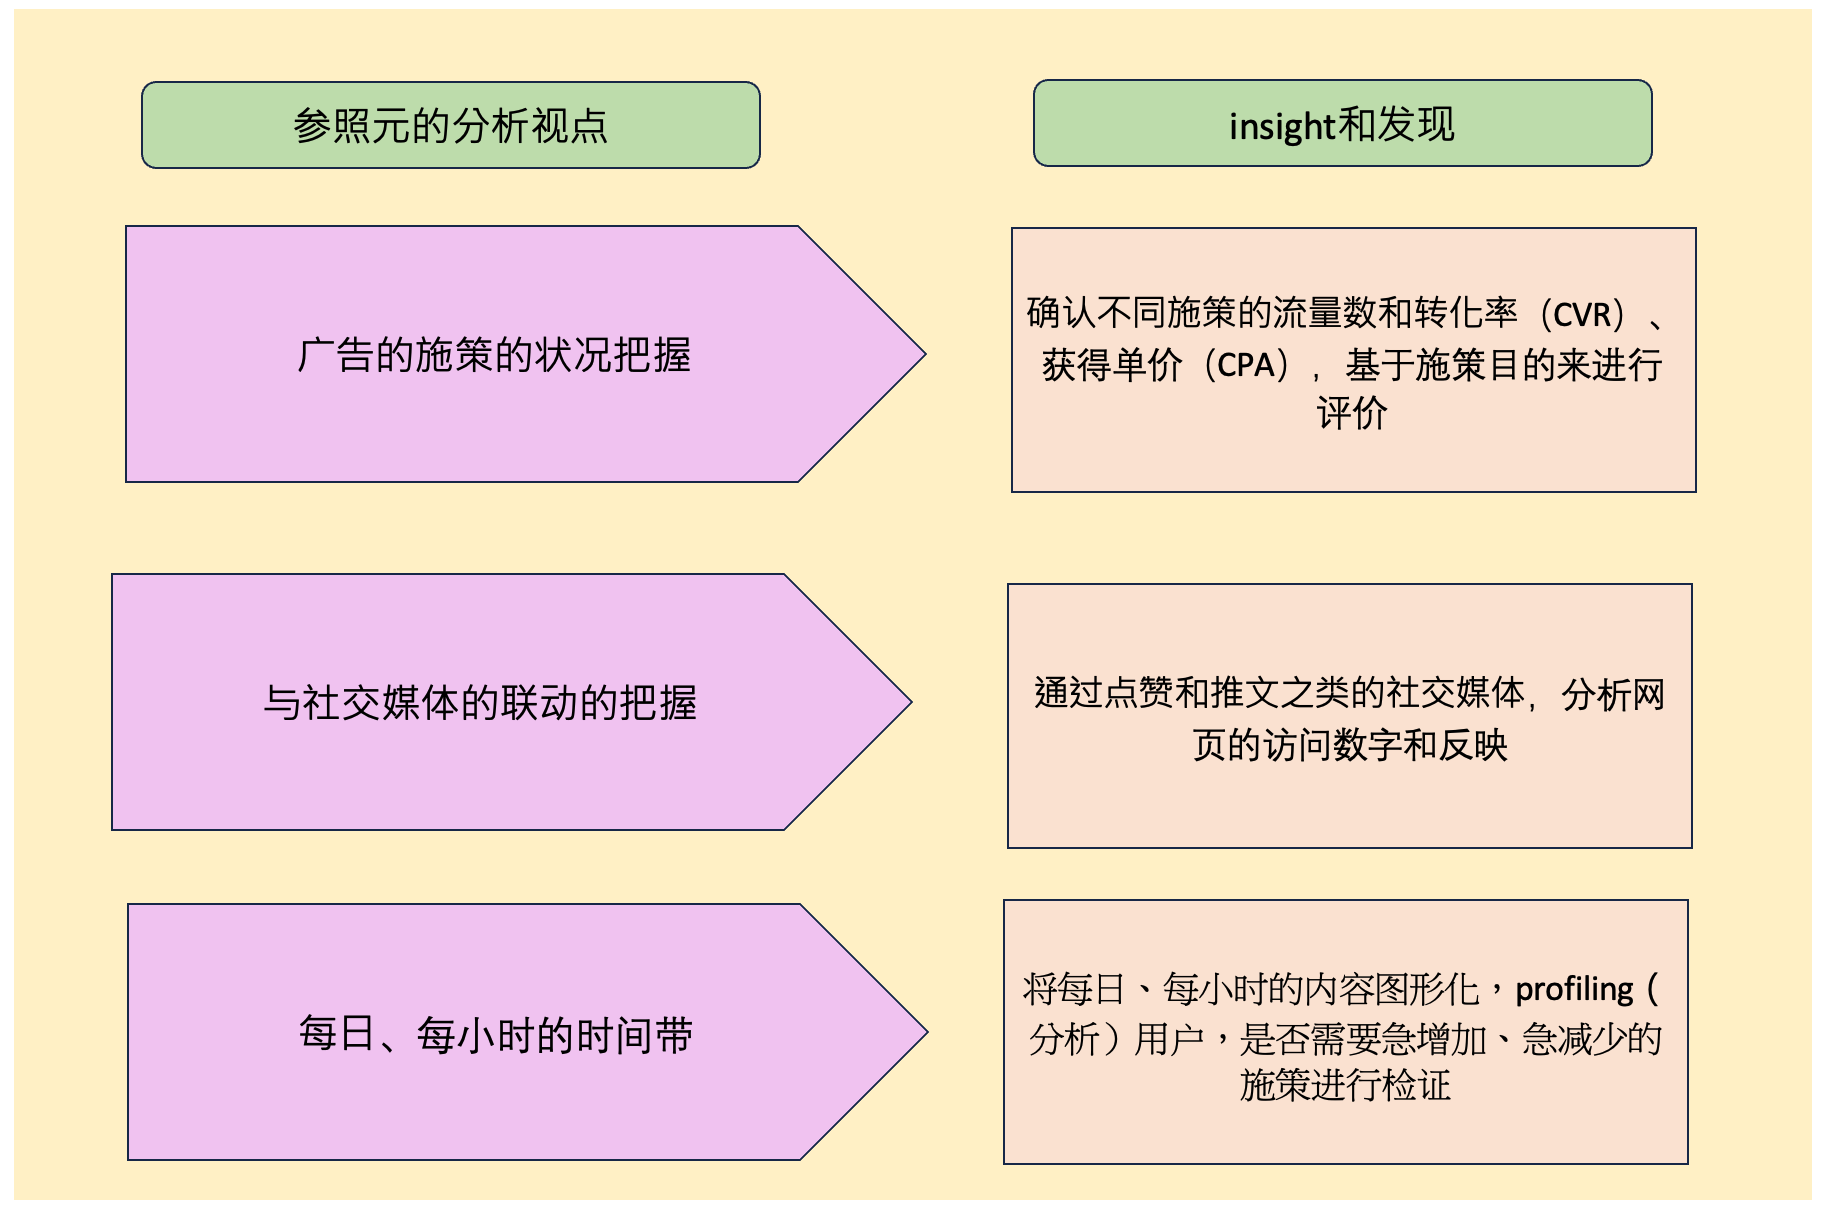 参照元的分析视点
insight和发现
广告的施策的状况把握
确认不同施策的流量数和转化率（CVR）、
获得单价（CPA），基于施策目的来进行
评价
与社交媒体的联动的把握
通过点赞和推文之类的社交媒体，分析网
页的访问数字和反映
每日、每小时的时间带
将每日、每小时的内容图形化，profiling（
分析）用户，是否需要急增加、急减少的
施策进行检证